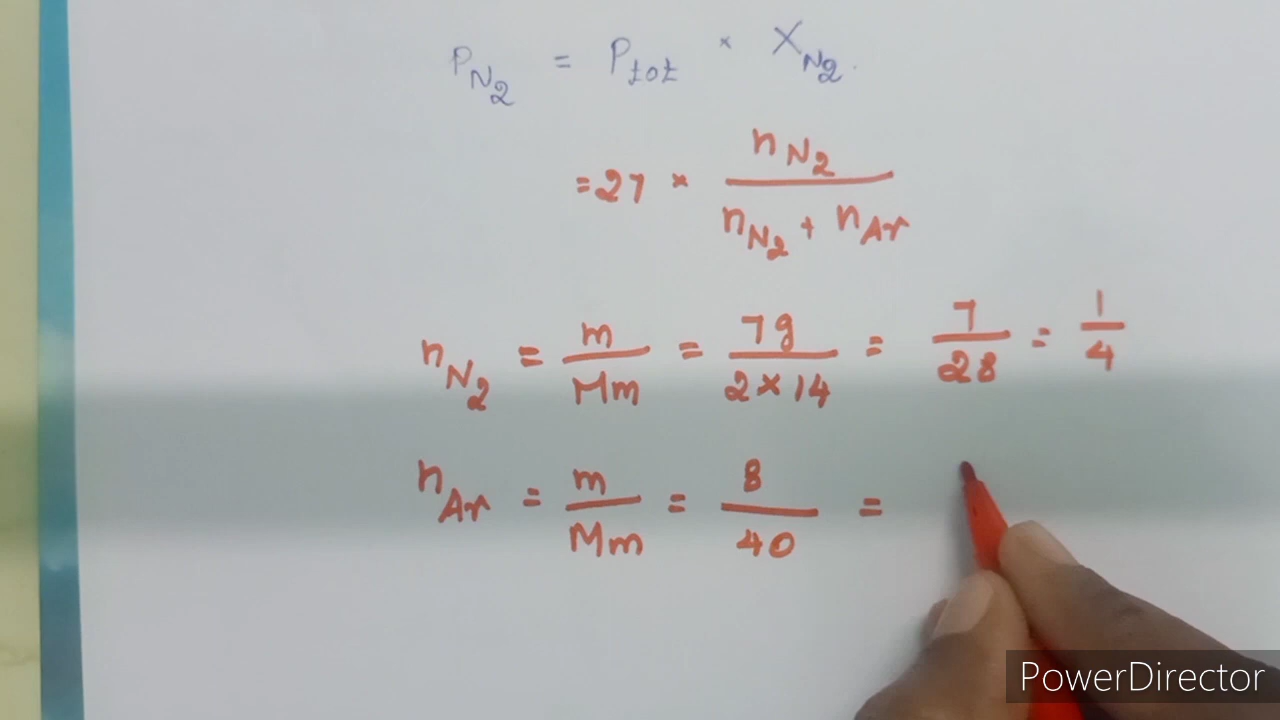 P_N2 = P_tot × X_N2.
= 27 × n_N2 / (n_N2 + n_Ar)
n_N2 = m/Mm = 7g/(2×14) = 7/28 = 1/4
n_Ar = m/Mm = 8/40 =
PowerDirector